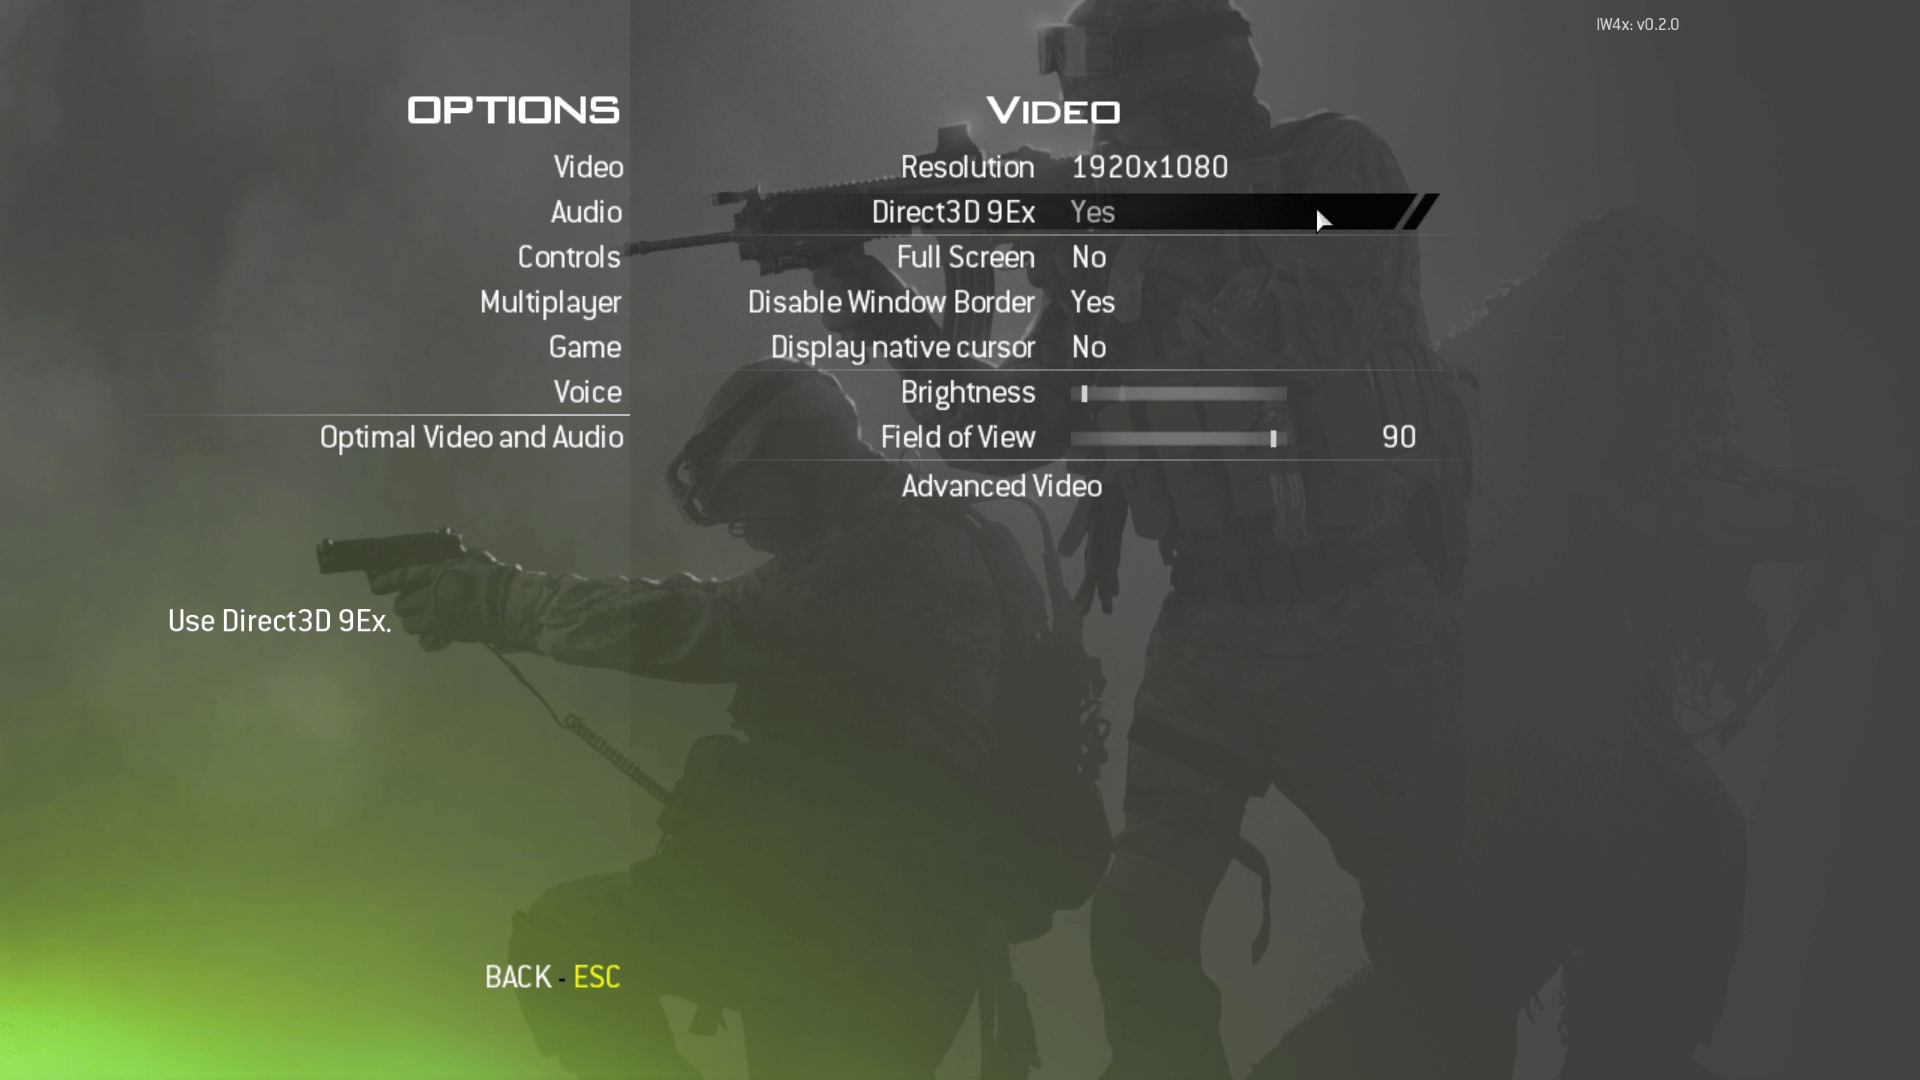 IW4x: v0.2.0
OPTIONS
Video
Audio
Controls
Multiplayer
Game
Voice
Optimal Video and Audio
VIDEO
Resolution 1920x1080
Direct3D 9Ex Yes
Full Screen No
Disable Window Border Yes
Display native cursor No
Brightness
Field of View 90
Advanced Video
Use Direct3D 9Ex.
BACK - ESC